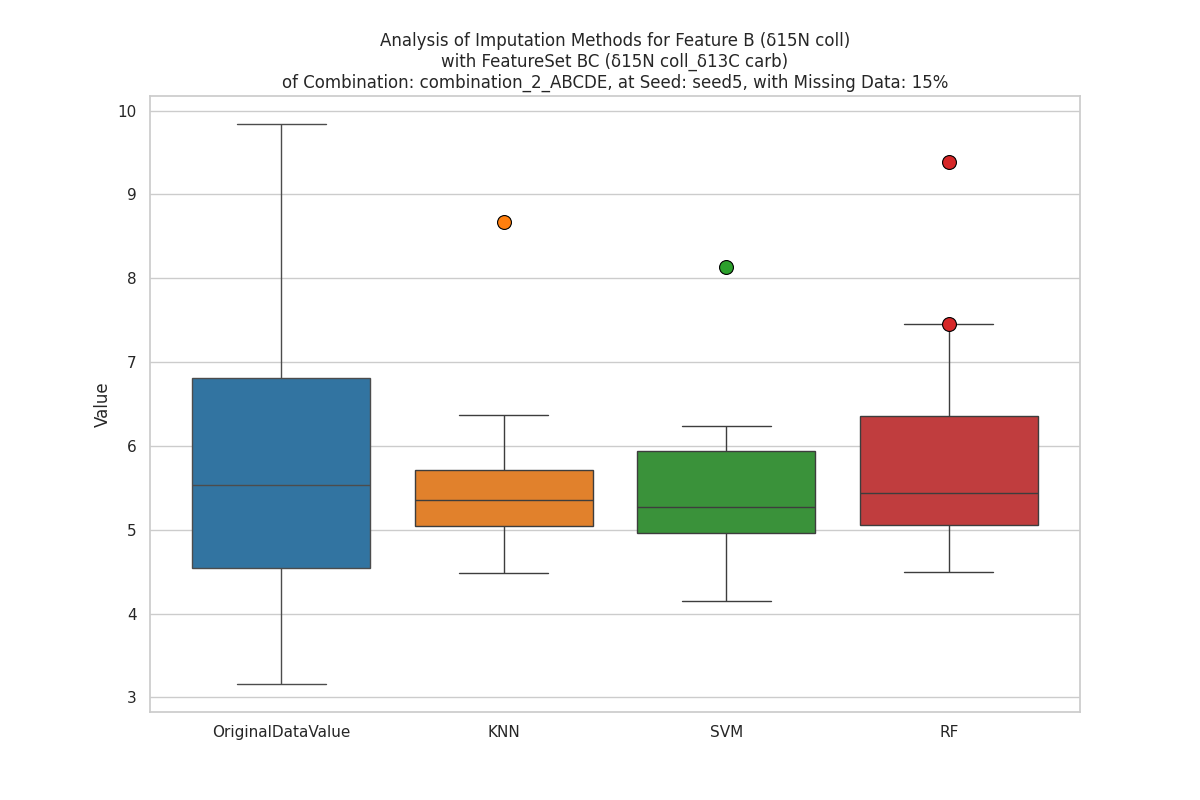 Analysis of Imputation Methods for Feature B (δ15N coll)
with FeatureSet BC (δ15N coll_δ13C carb)
of Combination: combination_2_ABCDE, at Seed: seed5, with Missing Data: 15%
10
9
8
7
6
5
4
3
Value
OriginalDataValue
KNN
SVM
RF